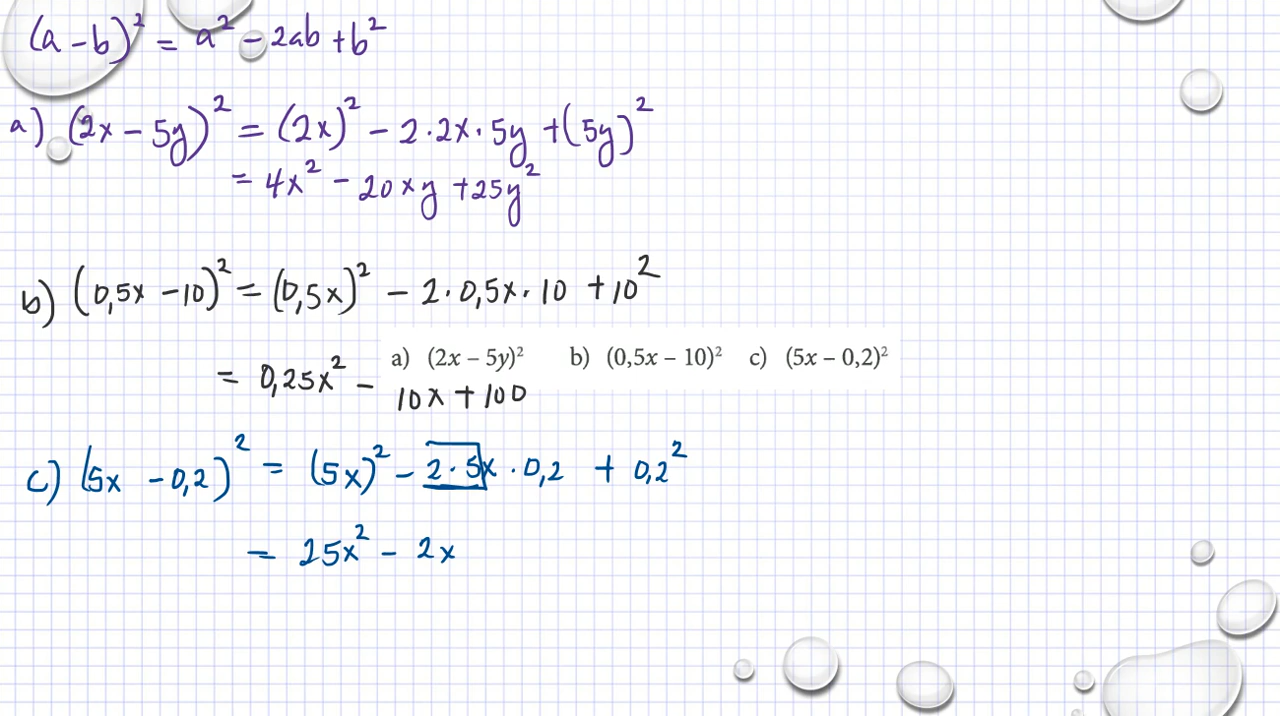 (a - b)² = a² - 2ab + b²
a) (2x - 5y)² = (2x)² - 2·2x·5y + (5y)²
= 4x² - 20xy + 25y²
b) (0,5x - 10)² = (0,5x)² - 2·0,5x·10 + 10²
a) (2x – 5y)² b) (0,5x – 10)² c) (5x – 0,2)²
= 0,25x² - 10x + 100
c) (5x - 0,2)² = (5x)² - 2·5x·0,2 + 0,2²
= 25x² - 2x